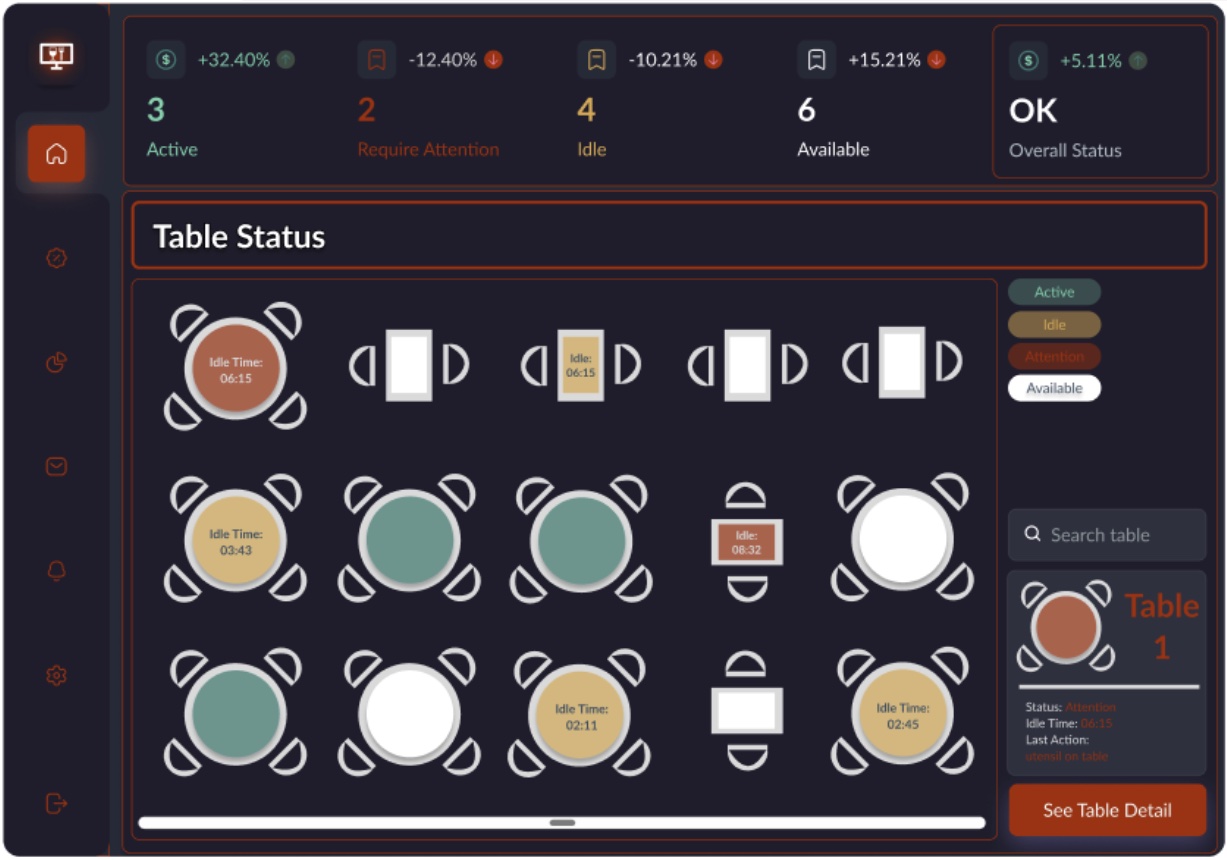 +32.40%
-12.40%
-10.21%
+15.21%
+5.11%
3
2
4
6
OK
Active
Require Attention
Idle
Available
Overall Status
Table Status
Active
Idle
Attention
Available
Idle Time:
06:15
Idle:
06:15
Idle Time:
03:43
Idle:
08:32
Idle Time:
02:11
Idle Time:
02:45
Search table
Table
1
Status: Attention
Idle Time: 06:15
Last Action:
utensil on table
See Table Detail